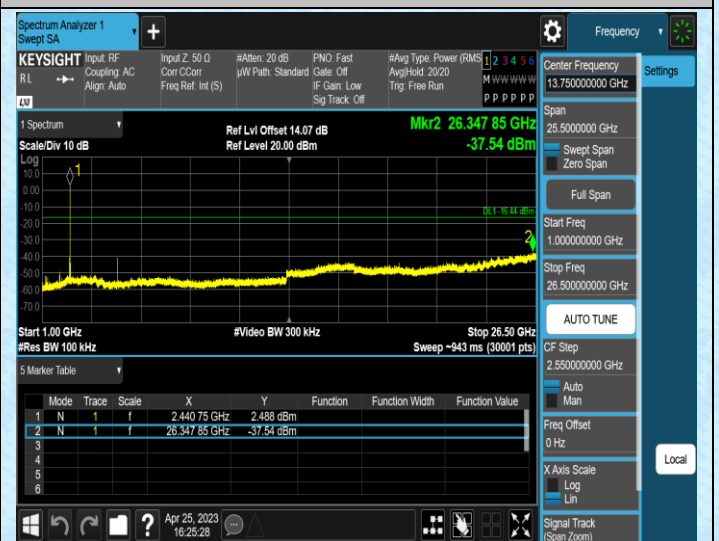 Spectrum Analyzer 1
Swept SA
+
Frequency
KEYSIGHT
RL
LXI
Input: RF
Coupling: AC
Align: Auto
Input Z: 50 Ω
Corr CCorr
Freq Ref: Int (S)
#Atten: 20 dB
µW Path: Standard
PNO: Fast
Gate: Off
IF Gain: Low
Sig Track: Off
#Avg Type: Power (RMS
Avg|Hold: 20/20
Trig: Free Run
1 2 3 4 5 6
M W W W W W
P P P P P P
1 Spectrum
Scale/Div 10 dB
Ref Lvl Offset 14.07 dB
Ref Level 20.00 dBm
Mkr2 26.347 85 GHz
-37.54 dBm
Log
10.0
0.00
-10.0
-20.0
-30.0
-40.0
-50.0
-60.0
-70.0
1
DL1 -16.44 dBm
2
Start 1.00 GHz
#Res BW 100 kHz
#Video BW 300 kHz
Stop 26.50 GHz
Sweep ~943 ms (30001 pts)
5 Marker Table
Mode Trace Scale X Y Function Function Width Function Value
1 N 1 f 2.440 75 GHz 2.488 dBm
2 N 1 f 26.347 85 GHz -37.54 dBm
3
4
5
6
?
Apr 25, 2023
16:25:28
Center Frequency
13.750000000 GHz
Span
25.5000000 GHz
Swept Span
Zero Span
Full Span
Start Freq
1.000000000 GHz
Stop Freq
26.500000000 GHz
AUTO TUNE
CF Step
2.550000000 GHz
Auto
Man
Freq Offset
0 Hz
X Axis Scale
Log
Lin
Signal Track
(Span Zoom)
Settings
Local